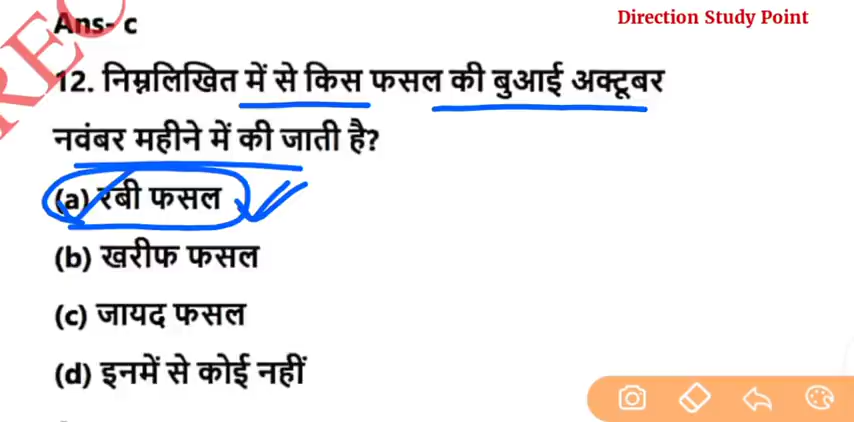 Ans- c
Direction Study Point
12. निम्नलिखित में से किस फसल की बुआई अक्टूबर
नवंबर महीने में की जाती है?
(a) रबी फसल
(b) खरीफ फसल
(c) जायद फसल
(d) इनमें से कोई नहीं